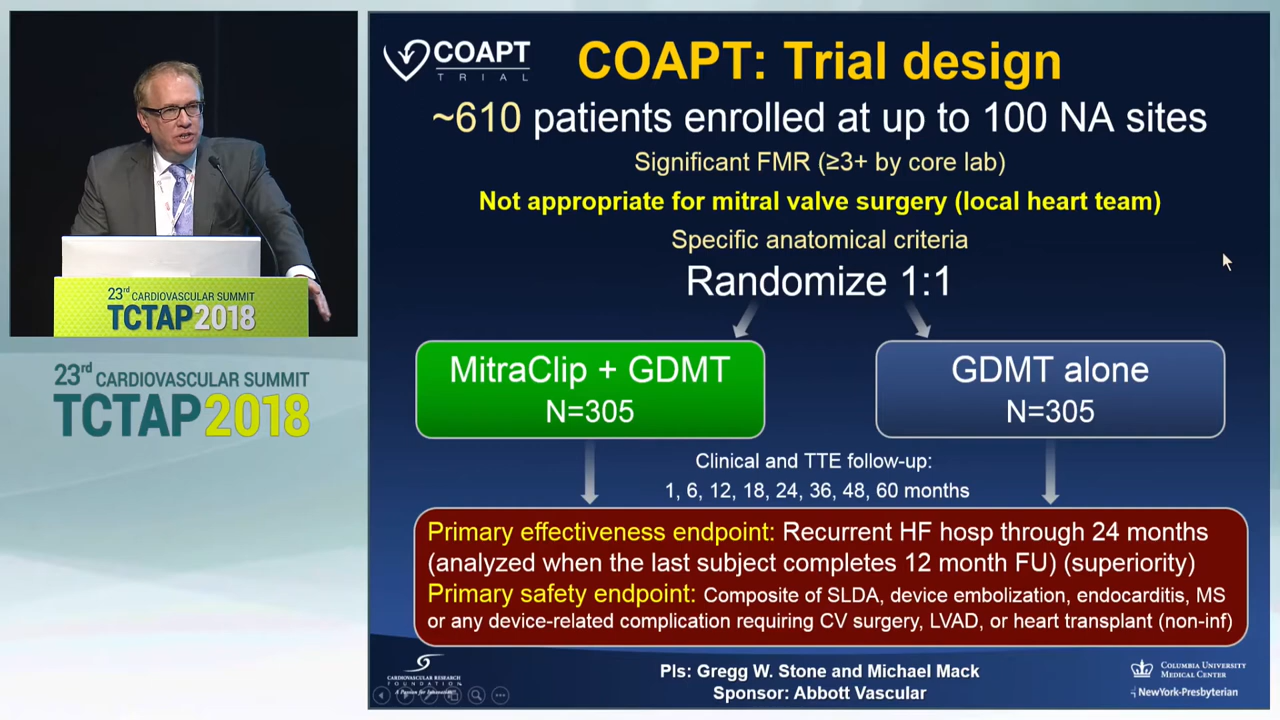 COAPT
TRIAL
COAPT: Trial design
~610 patients enrolled at up to 100 NA sites
Significant FMR (≥3+ by core lab)
Not appropriate for mitral valve surgery (local heart team)
Specific anatomical criteria
Randomize 1:1
MitraClip + GDMT
N=305
GDMT alone
N=305
Clinical and TTE follow-up:
1, 6, 12, 18, 24, 36, 48, 60 months
Primary effectiveness endpoint: Recurrent HF hosp through 24 months
(analyzed when the last subject completes 12 month FU) (superiority)
Primary safety endpoint: Composite of SLDA, device embolization, endocarditis, MS
or any device-related complication requiring CV surgery, LVAD, or heart transplant (non-inf)
CARDIOVASCULAR RESEARCH
FOUNDATION
A Passion for Innovation
PIs: Gregg W. Stone and Michael Mack
Sponsor: Abbott Vascular
COLUMBIA UNIVERSITY
MEDICAL CENTER
NewYork-Presbyterian
23rd CARDIOVASCULAR SUMMIT
TCTAP2018
23rd CARDIOVASCULAR SUMMIT
TCTAP2018